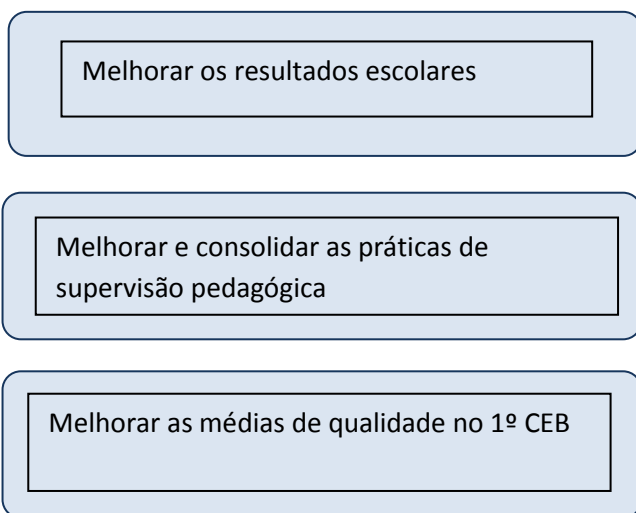 Melhorar os resultados escolares
Melhorar e consolidar as práticas de
supervisão pedagógica
Melhorar as médias de qualidade no 1º CEB